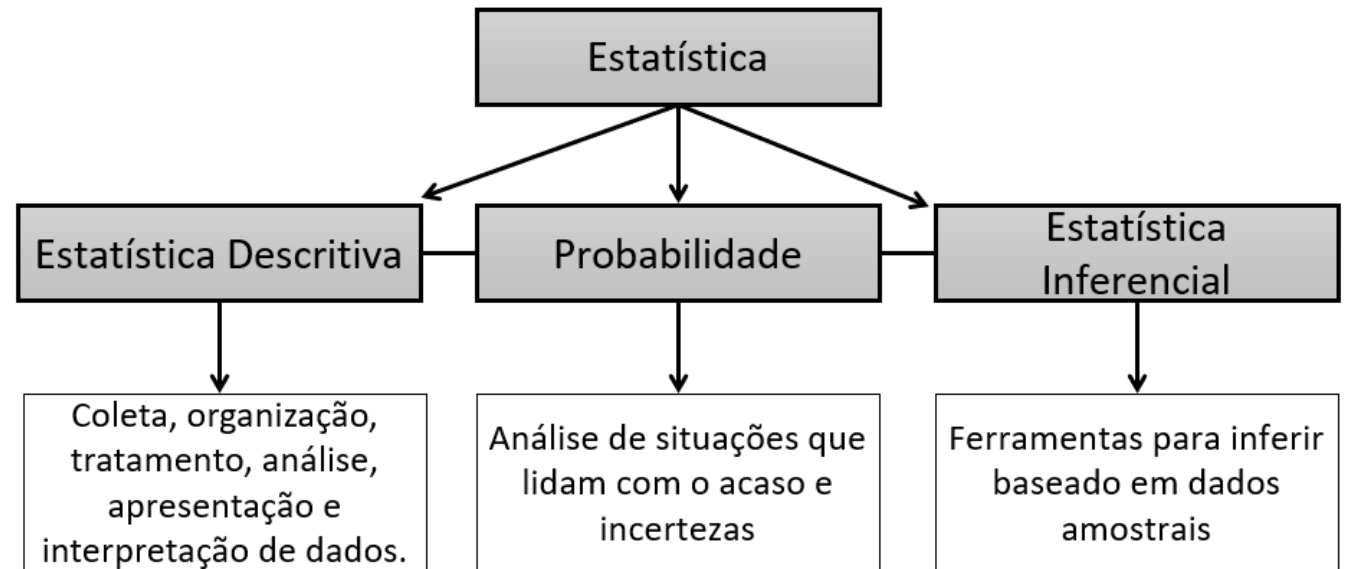 Estatística
Estatística Descritiva
Probabilidade
Estatística
Inferencial
Coleta, organização,
tratamento, análise,
apresentação e
interpretação de dados.
Análise de situações que
lidam com o acaso e
incertezas
Ferramentas para inferir
baseado em dados
amostrais